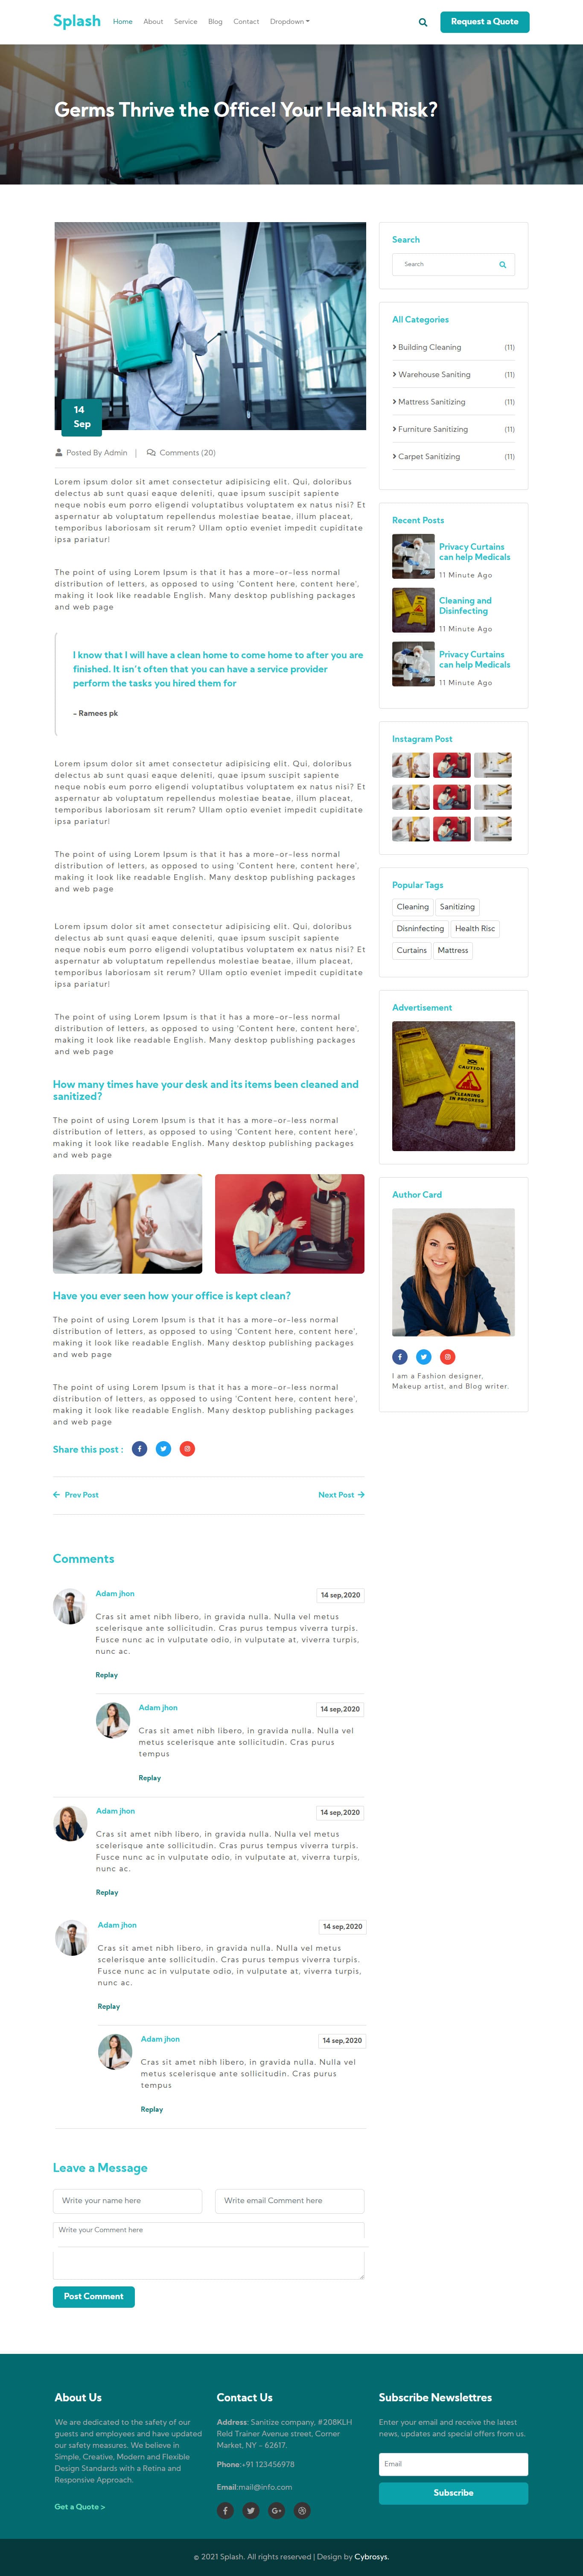 Splash
Home
About
Service
Blog
Contact
Dropdown
Request a Quote
Germs Thrive the Office! Your Health Risk?
14
Sep
Posted By Admin
Comments (20)
Lorem ipsum dolor sit amet consectetur adipisicing elit. Qui, doloribus
delectus ab sunt quasi eaque deleniti, quae ipsum suscipit sapiente
neque nobis eum porro eligendi voluptatibus voluptatem ex natus nisi? Et
aspernatur ab voluptatum repellendus molestiae beatae, illum placeat,
temporibus laboriosam sit rerum? Ullam optio eveniet impedit cupiditate
ipsa pariatur!
The point of using Lorem Ipsum is that it has a more-or-less normal
distribution of letters, as opposed to using 'Content here, content here',
making it look like readable English. Many desktop publishing packages
and web page
I know that I will have a clean home to come home to after you are
finished. It isn't often that you can have a service provider
perform the tasks you hired them for
- Ramees pk
Lorem ipsum dolor sit amet consectetur adipisicing elit. Qui, doloribus
delectus ab sunt quasi eaque deleniti, quae ipsum suscipit sapiente
neque nobis eum porro eligendi voluptatibus voluptatem ex natus nisi? Et
aspernatur ab voluptatum repellendus molestiae beatae, illum placeat,
temporibus laboriosam sit rerum? Ullam optio eveniet impedit cupiditate
ipsa pariatur!
The point of using Lorem Ipsum is that it has a more-or-less normal
distribution of letters, as opposed to using 'Content here, content here',
making it look like readable English. Many desktop publishing packages
and web page
Lorem ipsum dolor sit amet consectetur adipisicing elit. Qui, doloribus
delectus ab sunt quasi eaque deleniti, quae ipsum suscipit sapiente
neque nobis eum porro eligendi voluptatibus voluptatem ex natus nisi? Et
aspernatur ab voluptatum repellendus molestiae beatae, illum placeat,
temporibus laboriosam sit rerum? Ullam optio eveniet impedit cupiditate
ipsa pariatur!
The point of using Lorem Ipsum is that it has a more-or-less normal
distribution of letters, as opposed to using 'Content here, content here',
making it look like readable English. Many desktop publishing packages
and web page
How many times have your desk and its items been cleaned and
sanitized?
The point of using Lorem Ipsum is that it has a more-or-less normal
distribution of letters, as opposed to using 'Content here, content here',
making it look like readable English. Many desktop publishing packages
and web page
Have you ever seen how your office is kept clean?
The point of using Lorem Ipsum is that it has a more-or-less normal
distribution of letters, as opposed to using 'Content here, content here',
making it look like readable English. Many desktop publishing packages
and web page
The point of using Lorem Ipsum is that it has a more-or-less normal
distribution of letters, as opposed to using 'Content here, content here',
making it look like readable English. Many desktop publishing packages
and web page
Share this post :
Prev Post
Next Post
Comments
Adam jhon
14 sep,2020
Cras sit amet nibh libero, in gravida nulla. Nulla vel metus
scelerisque ante sollicitudin. Cras purus tempus viverra turpis.
Fusce nunc ac in vulputate odio, in vulputate at, viverra turpis,
nunc ac.
Replay
Adam jhon
14 sep,2020
Cras sit amet nibh libero, in gravida nulla. Nulla vel
metus scelerisque ante sollicitudin. Cras purus
tempus
Replay
Adam jhon
14 sep,2020
Cras sit amet nibh libero, in gravida nulla. Nulla vel metus
scelerisque ante sollicitudin. Cras purus tempus viverra turpis.
Fusce nunc ac in vulputate odio, in vulputate at, viverra turpis,
nunc ac.
Replay
Adam jhon
14 sep,2020
Cras sit amet nibh libero, in gravida nulla. Nulla vel metus
scelerisque ante sollicitudin. Cras purus tempus viverra turpis.
Fusce nunc ac in vulputate odio, in vulputate at, viverra turpis,
nunc ac.
Replay
Adam jhon
14 sep,2020
Cras sit amet nibh libero, in gravida nulla. Nulla vel
metus scelerisque ante sollicitudin. Cras purus
tempus
Replay
Leave a Message
Write your name here
Write email Comment here
Write your Comment here
Post Comment
Search
Search
All Categories
Building Cleaning (11)
Warehouse Saniting (11)
Mattress Sanitizing (11)
Furniture Sanitizing (11)
Carpet Sanitizing (11)
Recent Posts
Privacy Curtains
can help Medicals
11 Minute Ago
Cleaning and
Disinfecting
11 Minute Ago
Privacy Curtains
can help Medicals
11 Minute Ago
Instagram Post
Popular Tags
Cleaning
Sanitizing
Disninfecting
Health Risc
Curtains
Mattress
Advertisement
CAUTION
CLEANING
IN PROGRESS
Author Card
I am a Fashion designer,
Makeup artist, and Blog writer.
About Us
We are dedicated to the safety of our
guests and employees and have updated
our safety measures. We believe in
Simple, Creative, Modern and Flexible
Design Standards with a Retina and
Responsive Approach.
Get a Quote >
Contact Us
Address: Sanitize company, #208KLH
Reld Trainer Avenue street, Corner
Market, NY - 62617.
Phone:+91 123456978
Email:mail@info.com
Subscribe Newslettres
Enter your email and receive the latest
news, updates and special offers from us.
Email
Subscribe
© 2021 Splash. All rights reserved | Design by Cybrosys.